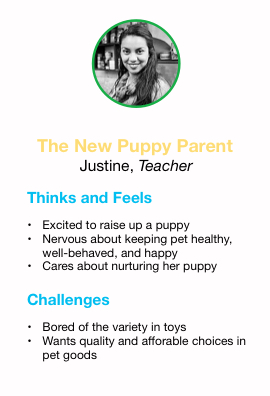 The New Puppy Parent
Justine, Teacher
Thinks and Feels
• Excited to raise up a puppy
• Nervous about keeping pet healthy,
well-behaved, and happy
• Cares about nurturing her puppy
Challenges
• Bored of the variety in toys
• Wants quality and afforable choices in
pet goods